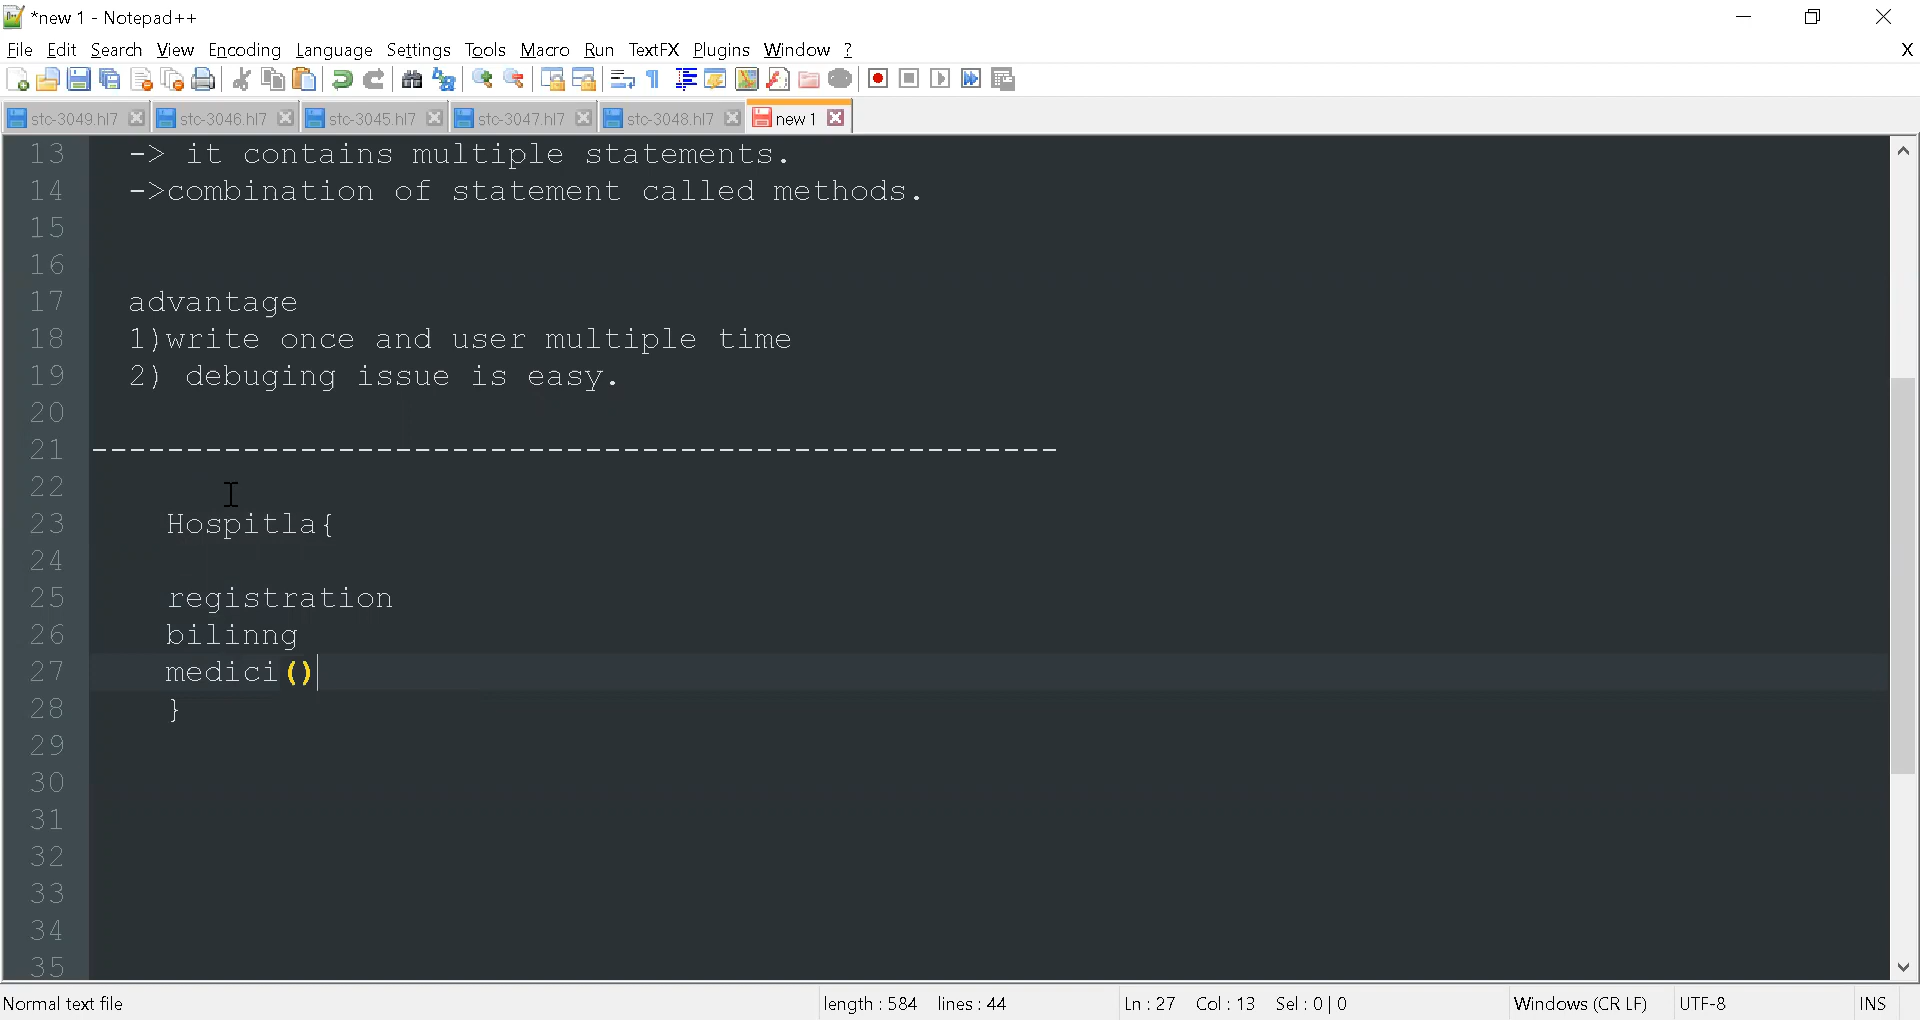 *new 1 - Notepad++
File Edit Search View Encoding Language Settings Tools Macro Run TextFX Plugins Window ? X
stc-3049.hl7 stc-3046.hl7 stc-3045.hl7 stc-3047.hl7 stc-3048.hl7 new 1
13 -> it contains multiple statements.
14 ->combination of statement called methods.
15
16
17 advantage
18 1)write once and user multiple time
19 2) debuging issue is easy.
20
21 ---------------------------------------------------
22
23 Hospitla{
24
25 registration
26 bilinng
27 medici()
28 }
29
30
31
32
33
34
35
Normal text file length : 584 lines : 44 Ln : 27 Col : 13 Sel : 0 | 0 Windows (CR LF) UTF-8 INS